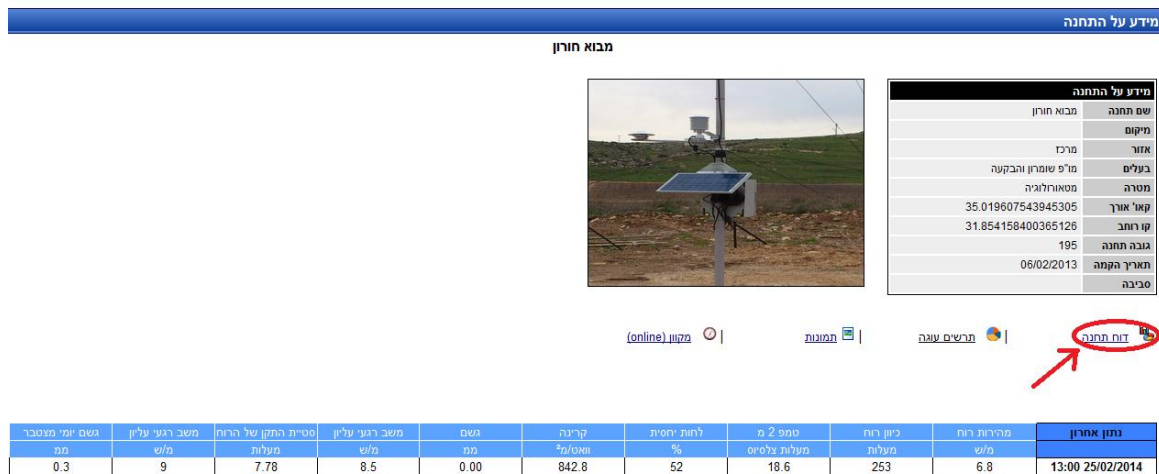 מידע על התחנה
מבוא חורון
מידע על התחנה
שם תחנה מבוא חורון
מיקום
אזור מרכז
בעלים מו"פ שומרון והבקעה
מטרה מטאורולוגיה
קאו' אורך 35.019607543945305
קו רוחב 31.854158400365126
גובה תחנה 195
תאריך הקמה 06/02/2013
סביבה
דוח תחנה | תרשים עוגה | תמונות | מקוון (online)
נתון אחרון מהירות רוח כיוון רוח טמפ 2 מ לחות יחסית קרינה גשם משב רגעי עליון סטיית התקן של הרוח משב רגעי עליון גשם יומי מצטבר
מ/ש מעלות מעלות צלסיוס % וואט/מ² ממ מ/ש מעלות מ/ש ממ
13:00 25/02/2014 6.8 253 18.6 52 842.8 0.00 8.5 7.78 9 0.3